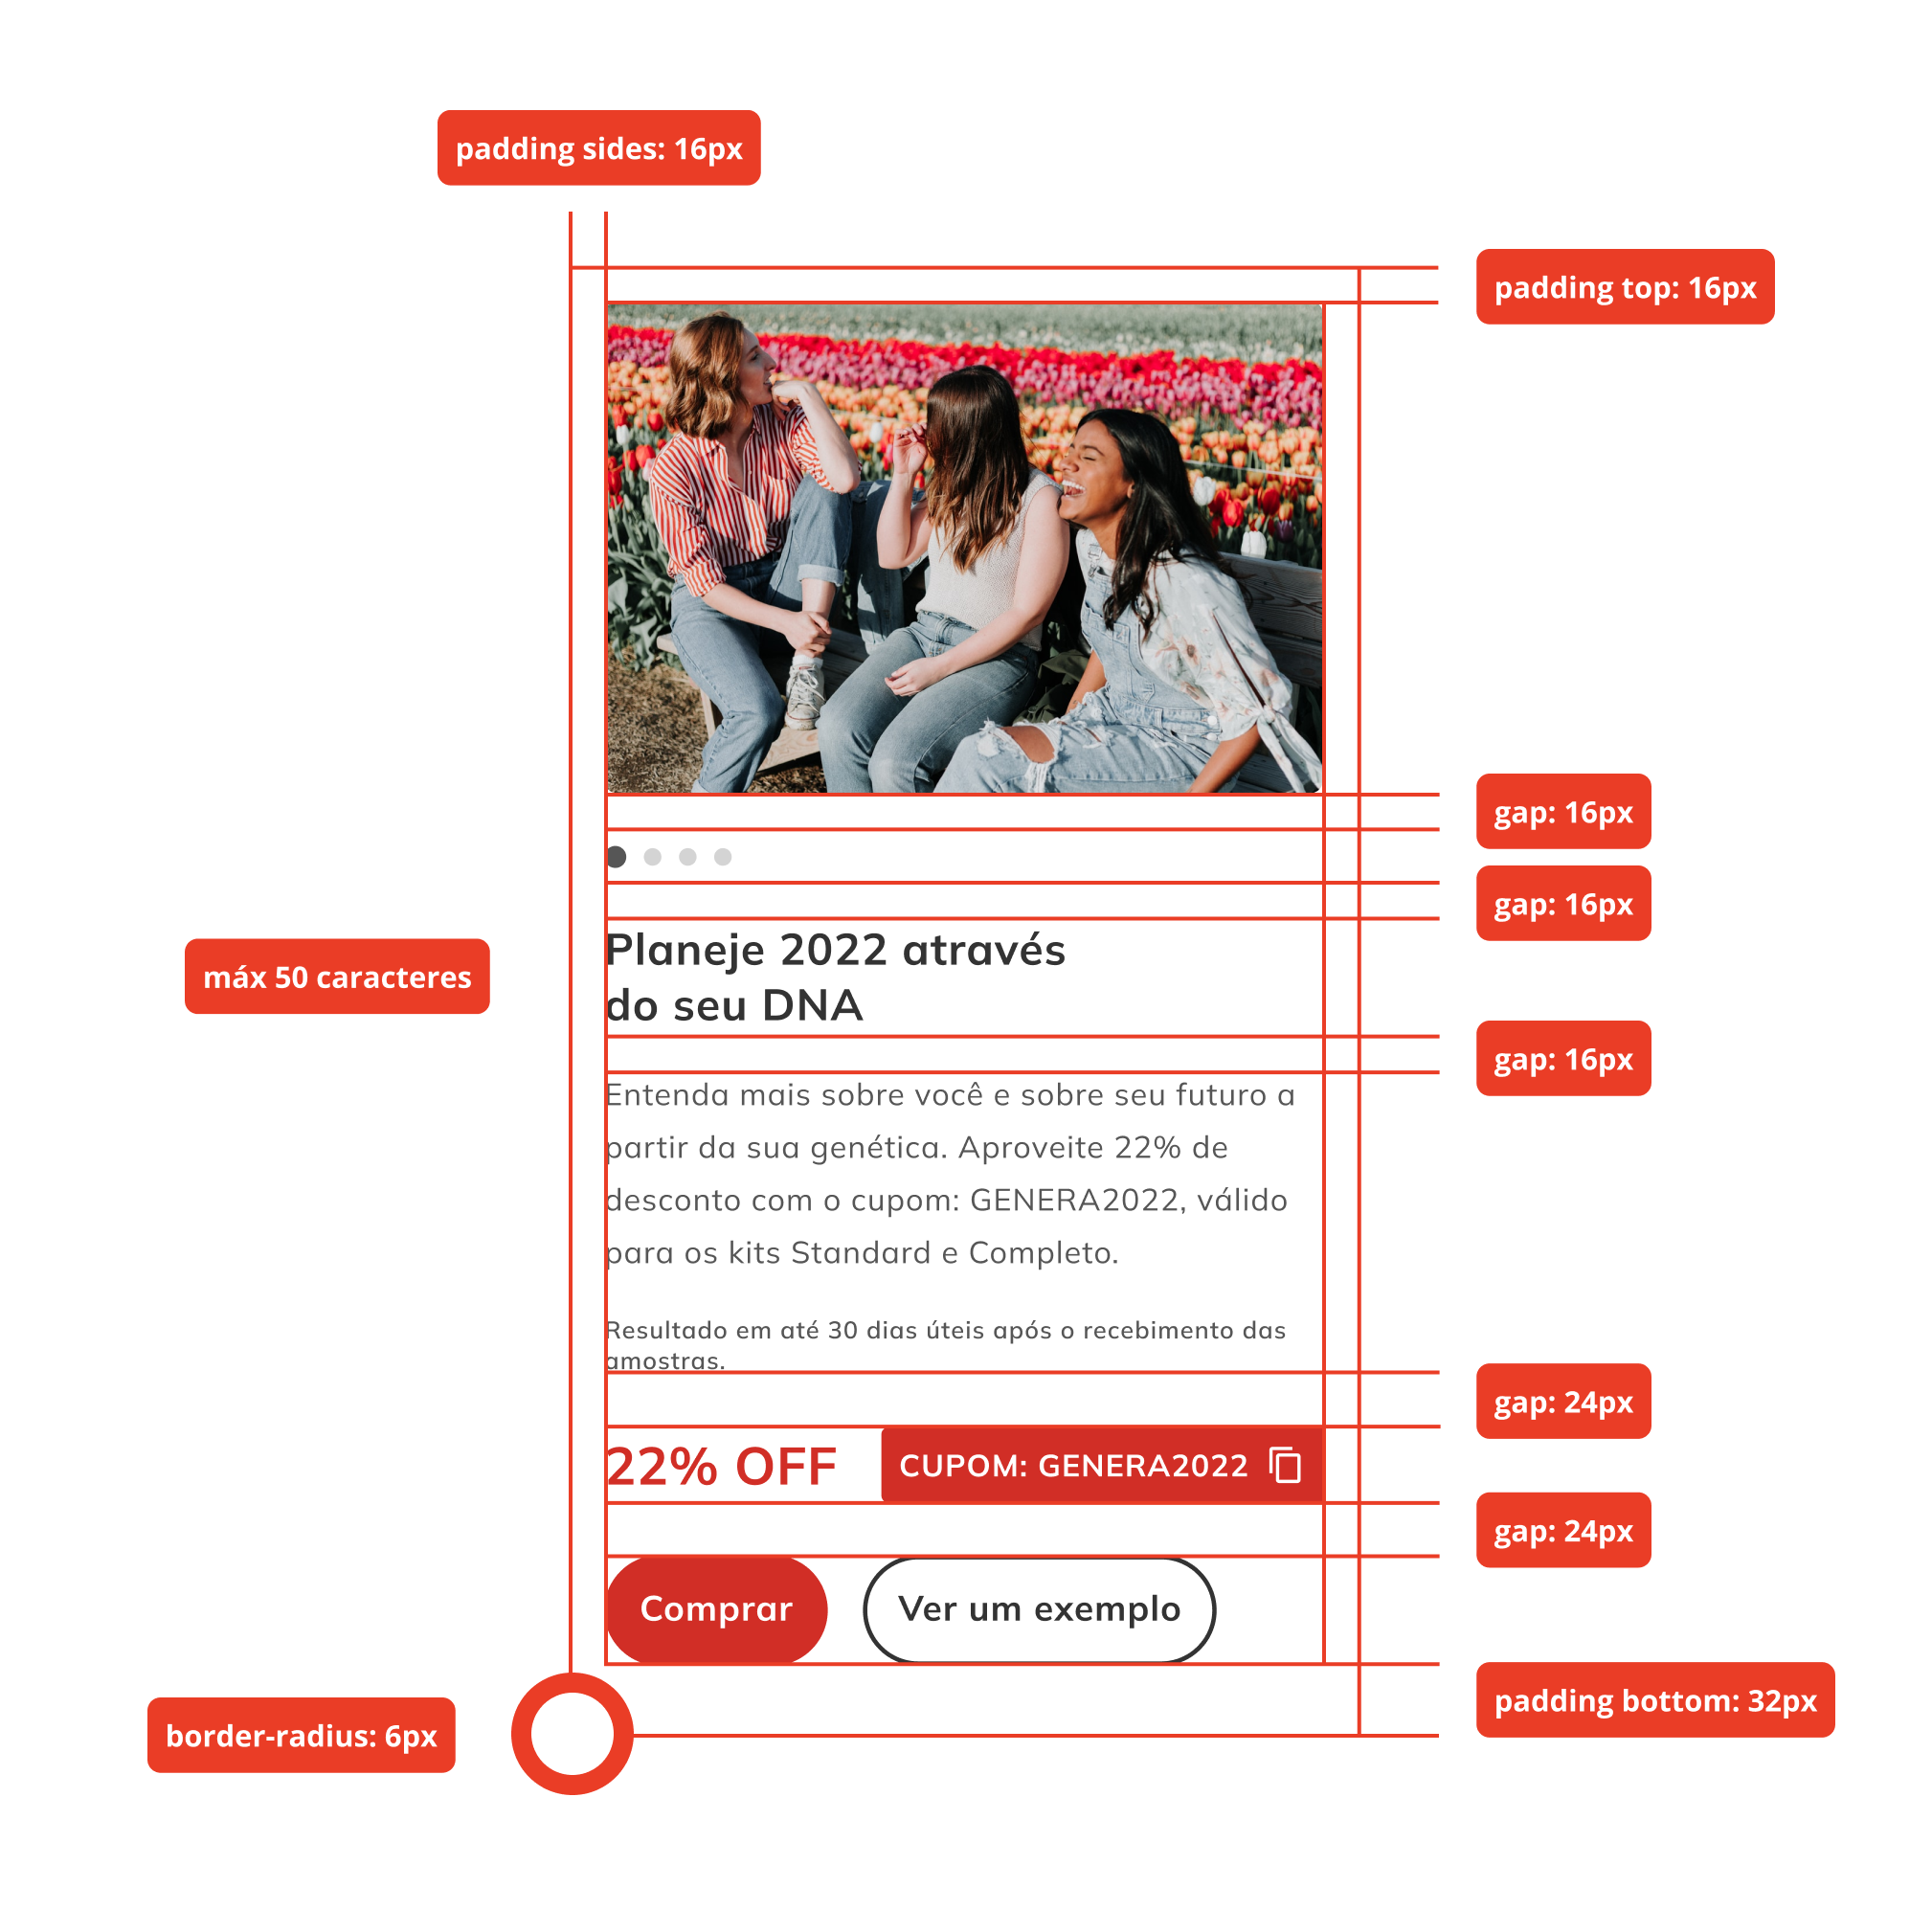 padding sides: 16px
padding top: 16px
gap: 16px
gap: 16px
máx 50 caracteres
Planeje 2022 através
do seu DNA
gap: 16px
Entenda mais sobre você e sobre seu futuro a
partir da sua genética. Aproveite 22% de
desconto com o cupom: GENERA2022, válido
para os kits Standard e Completo.
Resultado em até 30 dias úteis após o recebimento das
amostras.
gap: 24px
22% OFF
CUPOM: GENERA2022
gap: 24px
Comprar
Ver um exemplo
padding bottom: 32px
border-radius: 6px